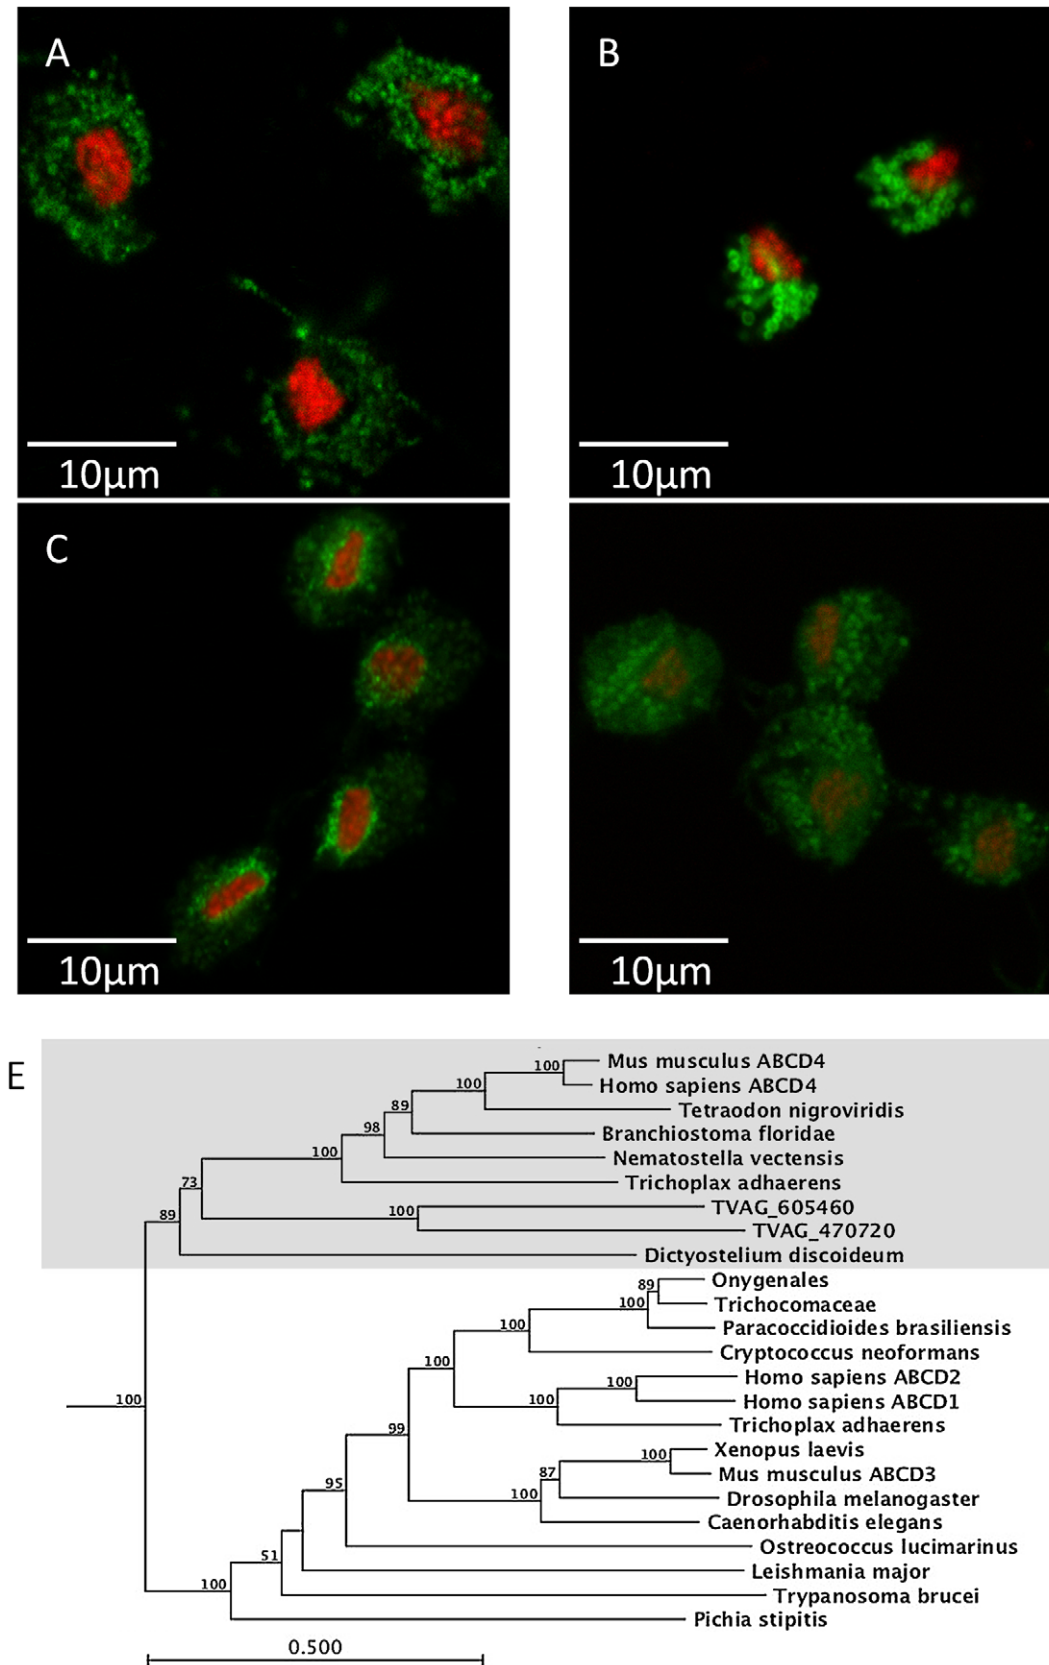 A
B
10µm
10µm
C
10µm
10µm
E
100 Mus musculus ABCD4
100 Homo sapiens ABCD4
89 Tetraodon nigroviridis
98 Branchiostoma floridae
100 Nematostella vectensis
73 Trichoplax adhaerens
100 TVAG_605460
89 TVAG_470720
Dictyostelium discoideum
89 Onygenales
100 Trichocomaceae
100 Paracoccidioides brasiliensis
100 Cryptococcus neoformans
100 Homo sapiens ABCD2
100 100 Homo sapiens ABCD1
99 Trichoplax adhaerens
100 Xenopus laevis
87 Mus musculus ABCD3
95 100 Drosophila melanogaster
Caenorhabditis elegans
Ostreococcus lucimarinus
51 Leishmania major
100 Trypanosoma brucei
Pichia stipitis
0.500